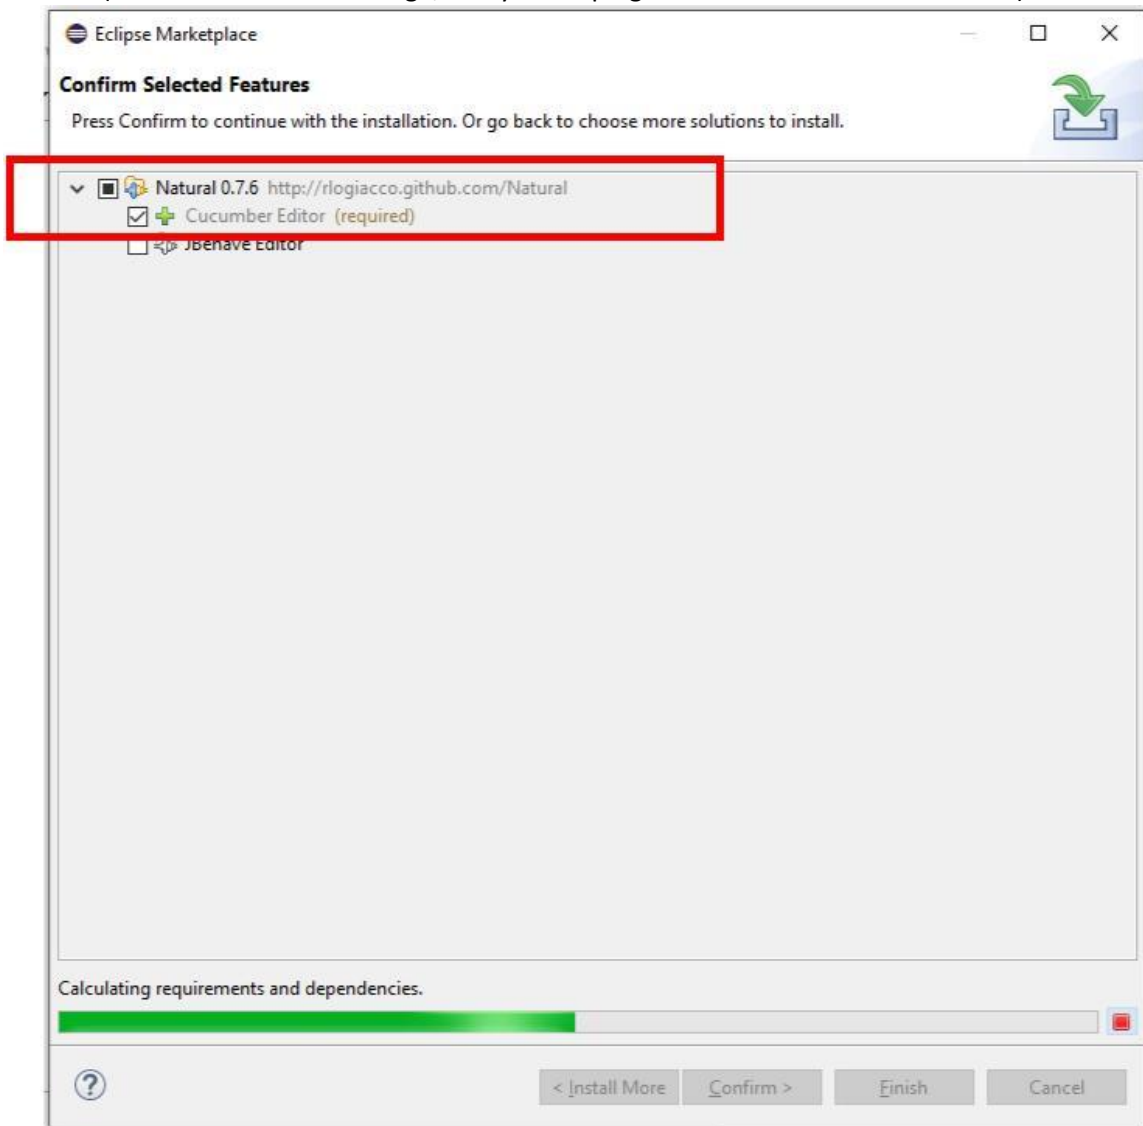 Eclipse Marketplace
Confirm Selected Features
Press Confirm to continue with the installation. Or go back to choose more solutions to install.
Natural 0.7.6 http://rlogiacco.github.com/Natural
Cucumber Editor (required)
JBehave Editor
Calculating requirements and dependencies.
< Install More Confirm > Finish Cancel